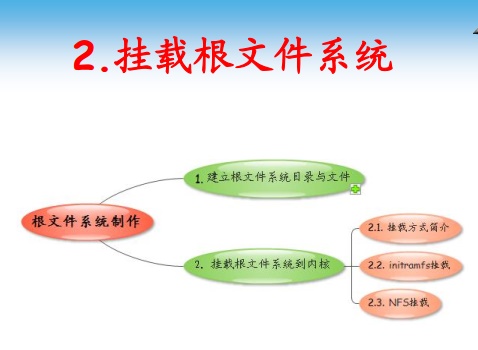 2.挂载根文件系统
根文件系统制作
1.建立根文件系统目录与文件
2. 挂载根文件系统到内核
2.1. 挂载方式简介
2.2. initramfs挂载
2.3. NFS挂载